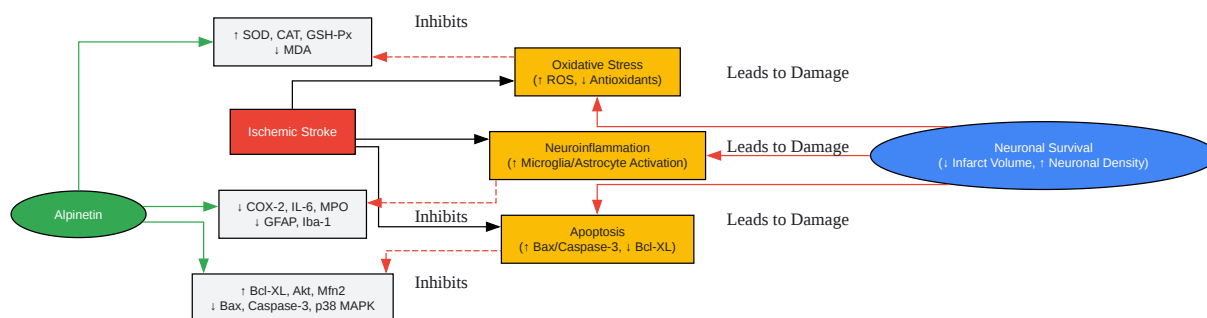 Inhibits
↑ SOD, CAT, GSH-Px
↓ MDA
Oxidative Stress
(↑ ROS, ↓ Antioxidants)
Leads to Damage
Ischemic Stroke
Neuroinflammation
(↑ Microglia/Astrocyte Activation)
Leads to Damage
Neuronal Survival
(↓ Infarct Volume, ↑ Neuronal Density)
Alpinetin
↓ COX-2, IL-6, MPO
↓ GFAP, Iba-1
Inhibits
Apoptosis
(↑ Bax/Caspase-3, ↓ Bcl-XL)
Leads to Damage
↑ Bcl-XL, Akt, Mfn2
↓ Bax, Caspase-3, p38 MAPK
Inhibits